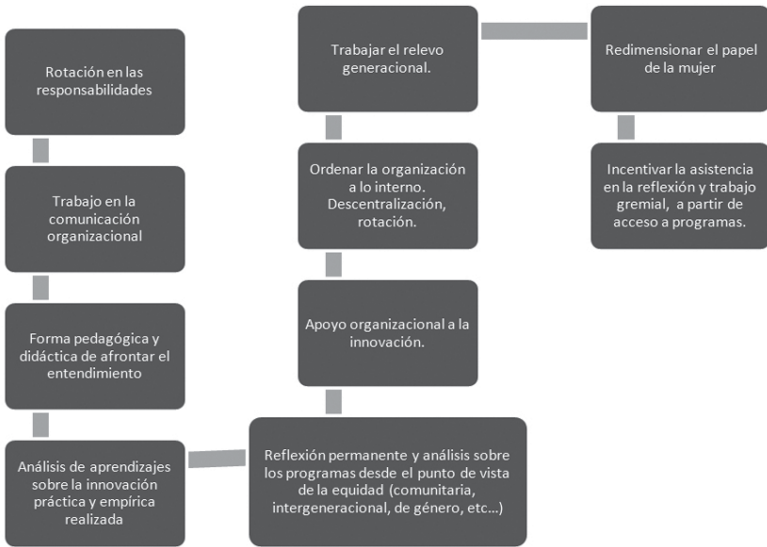 Rotación en las
responsabilidades
Trabajo en la
comunicación
organizacional
Forma pedagógica y
didáctica de afrontar el
entendimiento
Análisis de aprendizajes
sobre la innovación
práctica y empírica
realizada
Reflexión permanente y análisis sobre
los programas desde el punto de vista
de la equidad (comunitaria,
intergeneracional, de género, etc...)
Apoyo organizacional a la
innovación.
Ordenar la organización
a lo interno.
Descentralización,
rotación.
Trabajar el relevo
generacional.
Redimensionar el papel
de la mujer
Incentivar la asistencia
en la reflexión y trabajo
gremial, a partir de
acceso a programas.